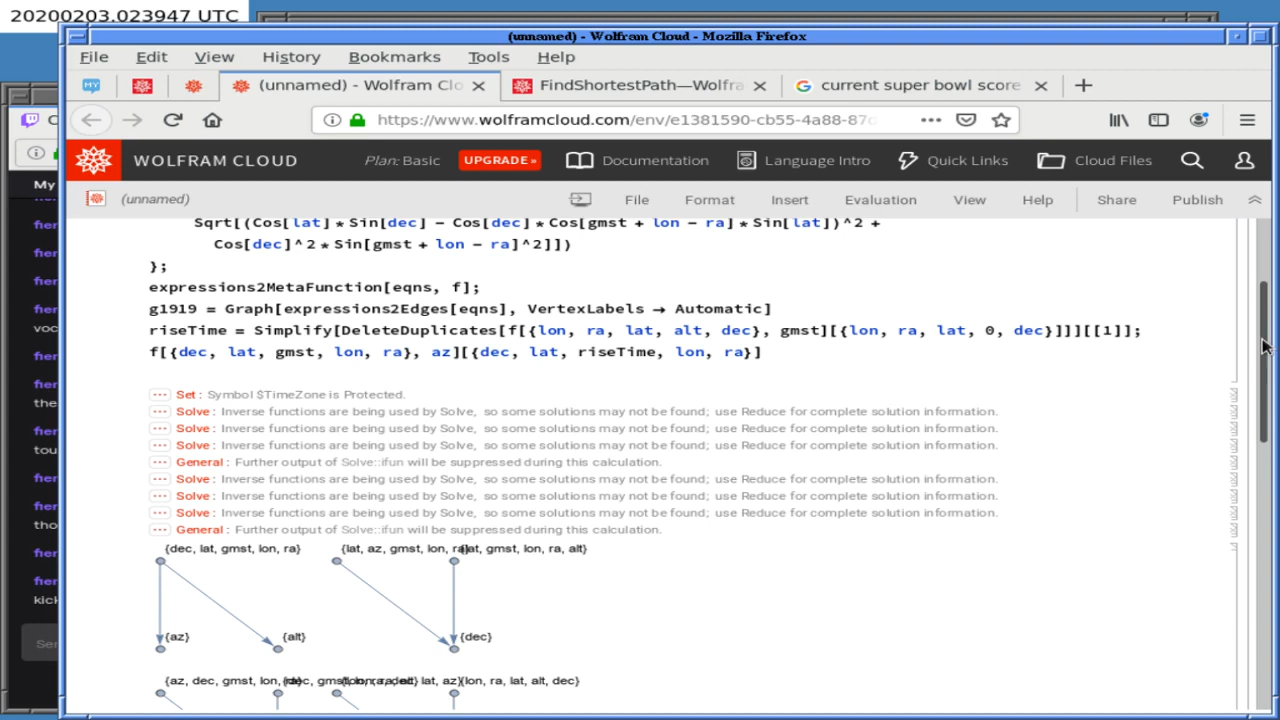 20200203.023947 UTC
(unnamed) - Wolfram Cloud - Mozilla Firefox
File Edit View History Bookmarks Tools Help
(unnamed) - Wolfram Clo
FindShortestPath—Wolfra
current super bowl score
https://www.wolframcloud.com/env/e1381590-cb55-4a88-87
WOLFRAM CLOUD Plan: Basic UPGRADE » Documentation Language Intro Quick Links Cloud Files
My
(unnamed) File Format Insert Evaluation View Help Share Publish
Sqrt[(Cos[lat]*Sin[dec] - Cos[dec]*Cos[gmst + lon - ra]*Sin[lat])^2 +
Cos[dec]^2*Sin[gmst + lon - ra]^2]])
};
expressions2MetaFunction[eqns, f];
g1919 = Graph[expressions2Edges[eqns], VertexLabels → Automatic]
riseTime = Simplify[DeleteDuplicates[f[{lon, ra, lat, alt, dec}, gmst][{lon, ra, lat, 0, dec}]]][[1]];
f[{dec, lat, gmst, lon, ra}, az][{dec, lat, riseTime, lon, ra}]
Set: Symbol $TimeZone is Protected.
Solve: Inverse functions are being used by Solve, so some solutions may not be found; use Reduce for complete solution information.
Solve: Inverse functions are being used by Solve, so some solutions may not be found; use Reduce for complete solution information.
Solve: Inverse functions are being used by Solve, so some solutions may not be found; use Reduce for complete solution information.
General: Further output of Solve::ifun will be suppressed during this calculation.
Solve: Inverse functions are being used by Solve, so some solutions may not be found; use Reduce for complete solution information.
Solve: Inverse functions are being used by Solve, so some solutions may not be found; use Reduce for complete solution information.
Solve: Inverse functions are being used by Solve, so some solutions may not be found; use Reduce for complete solution information.
General: Further output of Solve::ifun will be suppressed during this calculation.
{dec, lat, gmst, lon, ra} {lat, az, gmst, lon, ra} {lat, gmst, lon, ra, alt}
{az} {alt} {dec}
{az, dec, gmst, lon, {lon, ra, lat, alt, dec}